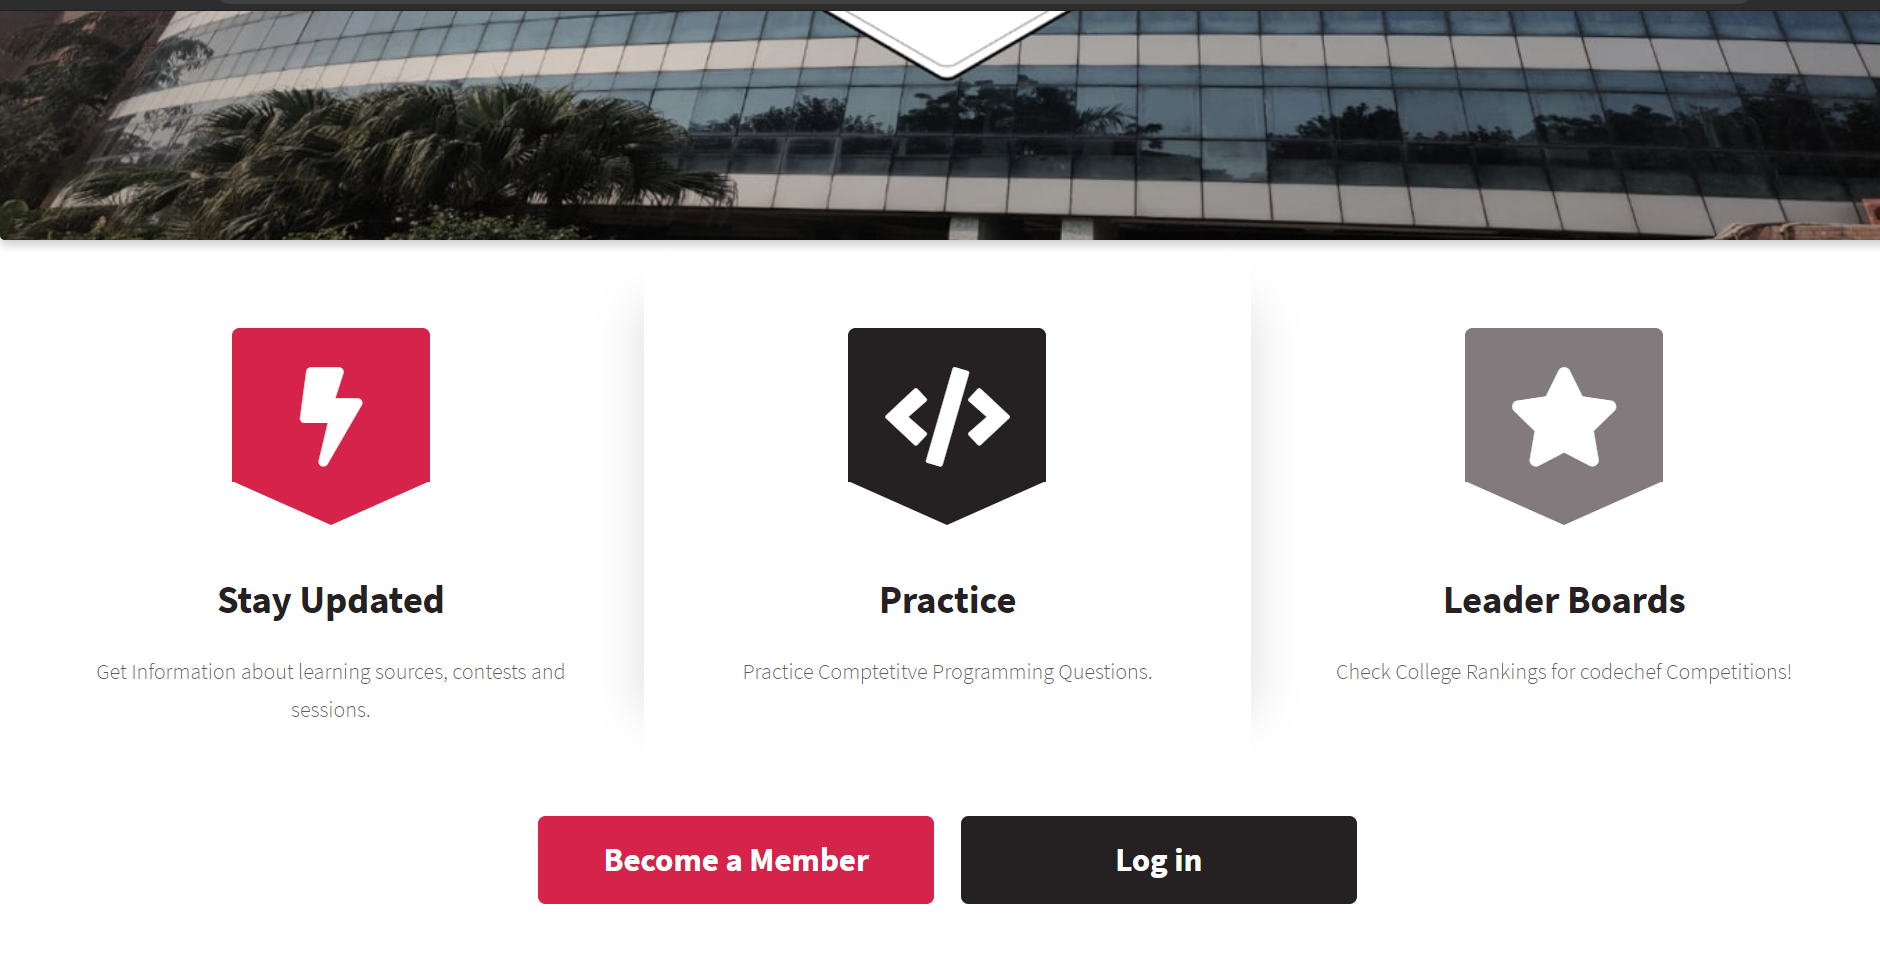 Stay Updated
Get Information about learning sources, contests and
sessions.
Practice
Practice Comptetitve Programming Questions.
Leader Boards
Check College Rankings for codechef Competitions!
Become a Member
Log in